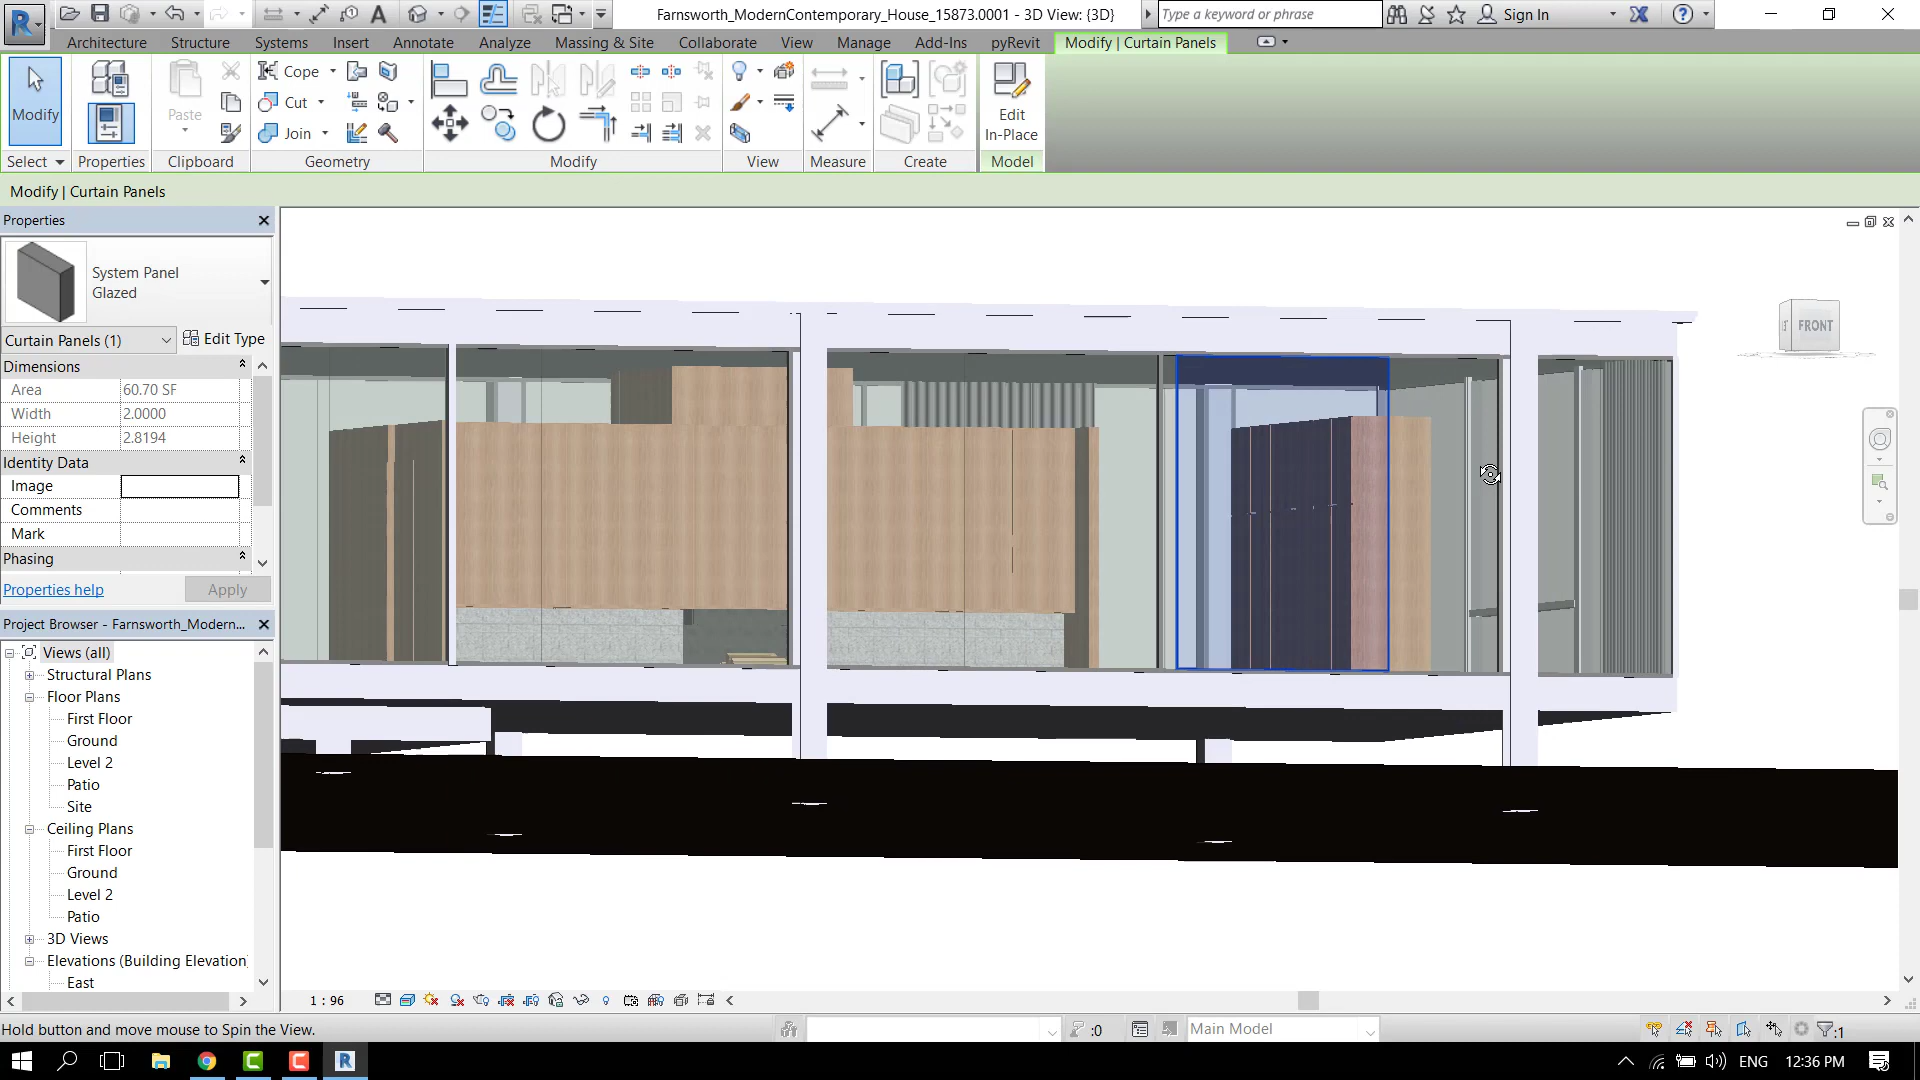 Farnsworth_ModernContemporary_House_15873.0001 - 3D View: {3D}
Type a keyword or phrase
Sign In
Architecture Structure Systems Insert Annotate Analyze Massing & Site Collaborate View Manage Add-Ins pyRevit Modify | Curtain Panels
Modify
Paste
Cope
Cut
Join
Edit
In-Place
Select Properties Clipboard Geometry Modify View Measure Create Model
Modify | Curtain Panels
Properties
System Panel
Glazed
Curtain Panels (1)
Edit Type
Dimensions
Area 60.70 SF
Width 2.0000
Height 2.8194
Identity Data
Image
Comments
Mark
Phasing
Properties help
Apply
Project Browser - Farnsworth_Modern...
Views (all)
Structural Plans
Floor Plans
First Floor
Ground
Level 2
Patio
Site
Ceiling Plans
First Floor
Ground
Level 2
Patio
3D Views
Elevations (Building Elevation)
East
FRONT
1 : 96
Hold button and move mouse to Spin the View.
:0
Main Model
:1
ENG
12:36 PM